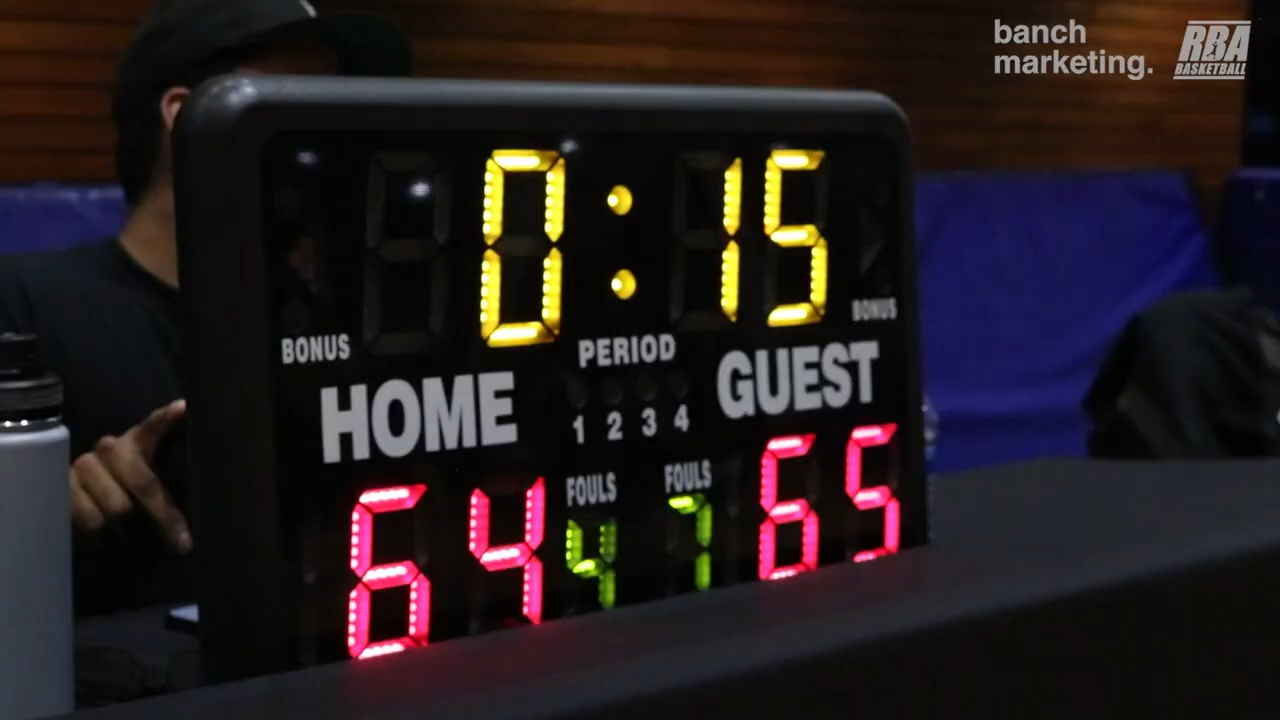 banch
marketing.
RBA
BASKETBALL
0:15
BONUS
PERIOD
BONUS
HOME
GUEST
1 2 3 4
FOULS
FOULS
64
4
7
65